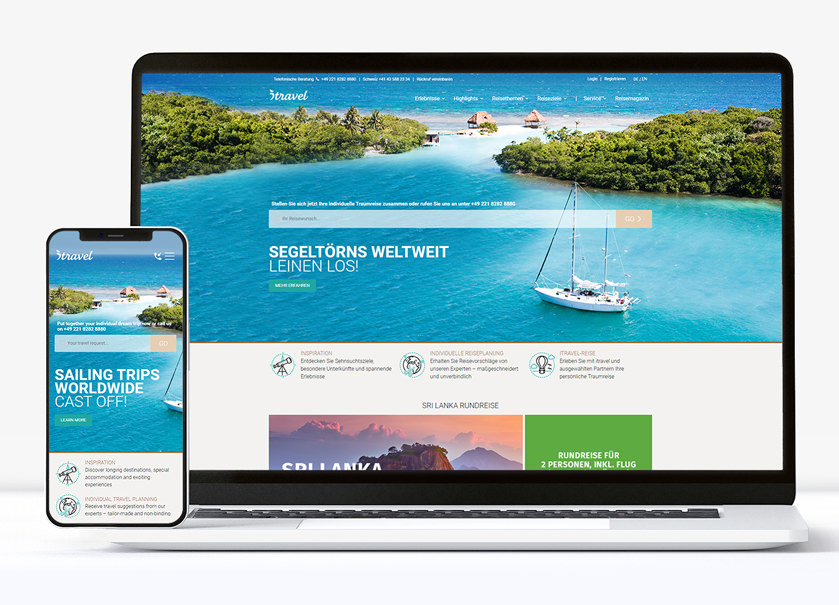 Telefonische Beratung +49 221 8282 8880 | Schweiz +41 43 588 23 34 | Rückruf vereinbaren
Login | Registrieren DE / EN
itravel
Erlebnisse Highlights Reisethemen Reiseziele | Service Reisemagazin
Stellen Sie sich jetzt Ihre individuelle Traumreise zusammen oder rufen Sie uns an unter +49 221 8282 8880
Ihr Reisewunsch...
GO
SEGELTÖRNS WELTWEIT
LEINEN LOS!
MEHR ERFAHREN
INSPIRATION
Entdecken Sie Sehnsuchtsziele,
besondere Unterkünfte und spannende
Erlebnisse
INDIVIDUELLE REISEPLANUNG
Erhalten Sie Reisevorschläge von
unseren Experten – maßgeschneidert
und unverbindlich
ITRAVEL-REISE
Erleben Sie mit itravel und
ausgewählten Partnern Ihre
persönliche Traumreise
SRI LANKA RUNDREISE
SRI LANKA
RUNDREISE FÜR
2 PERSONEN, INKL. FLUG
itravel
Put together your individual dream trip now or call us
on +49 221 8282 8880
Your travel request...
GO
SAILING TRIPS
WORLDWIDE
CAST OFF!
LEARN MORE
INSPIRATION
Discover longing destinations, special
accommodation and exciting
experiences
INDIVIDUAL TRAVEL PLANNING
Receive travel suggestions from our
experts – tailor-made and non-binding